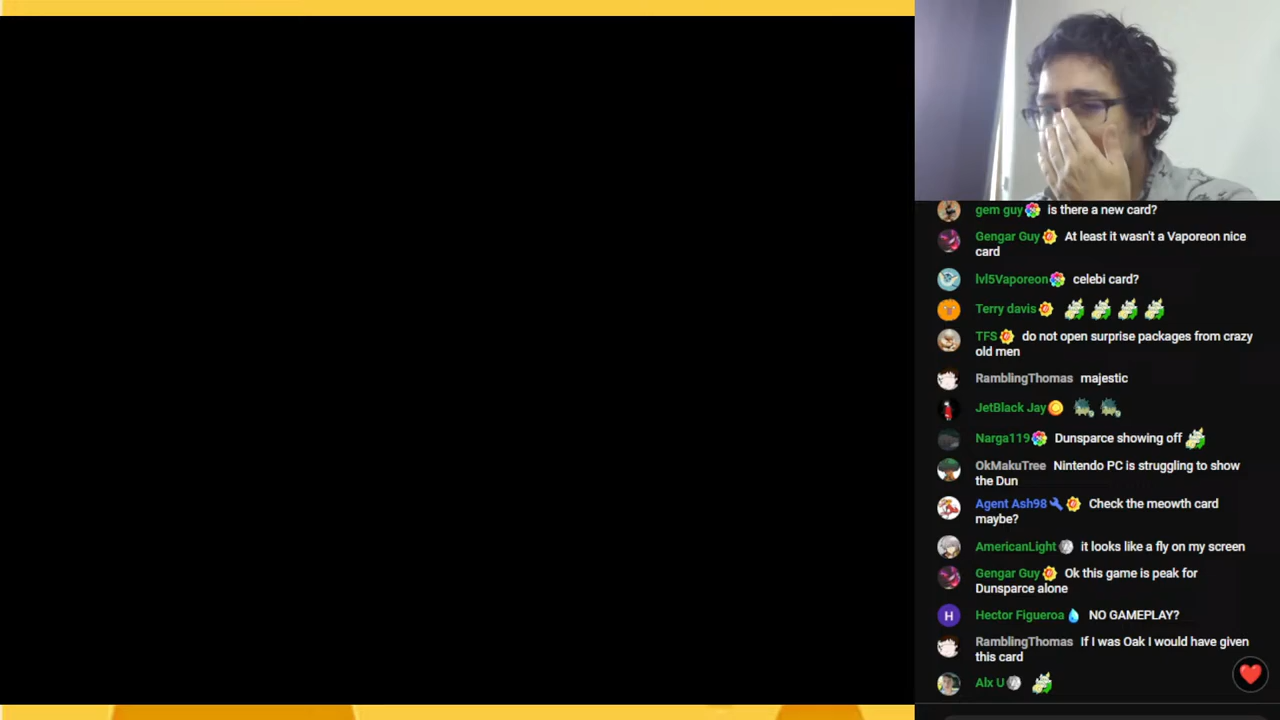 gem guy is there a new card?
Gengar Guy At least it wasn't a Vaporeon nice
card
lvl5Vaporeon celebi card?
Terry davis
TFS do not open surprise packages from crazy
old men
RamblingThomas majestic
JetBlack Jay
Narga119 Dunsparce showing off
OkMakuTree Nintendo PC is struggling to show
the Dun
Agent Ash98 Check the meowth card
maybe?
AmericanLight it looks like a fly on my screen
Gengar Guy Ok this game is peak for
Dunsparce alone
H
Hector Figueroa NO GAMEPLAY?
RamblingThomas If I was Oak I would have given
this card
Alx U